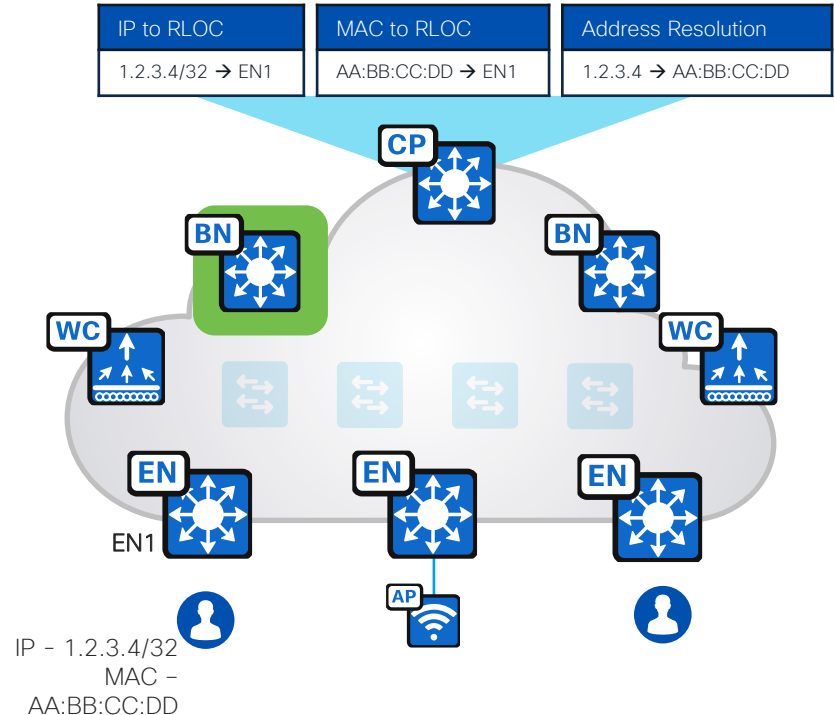 IP to RLOC
MAC to RLOC
Address Resolution
1.2.3.4/32 → EN1
AA:BB:CC:DD → EN1
1.2.3.4 → AA:BB:CC:DD
CP
BN
BN
WC
WC
EN
EN
EN
EN1
AP
IP - 1.2.3.4/32
MAC –
AA:BB:CC:DD